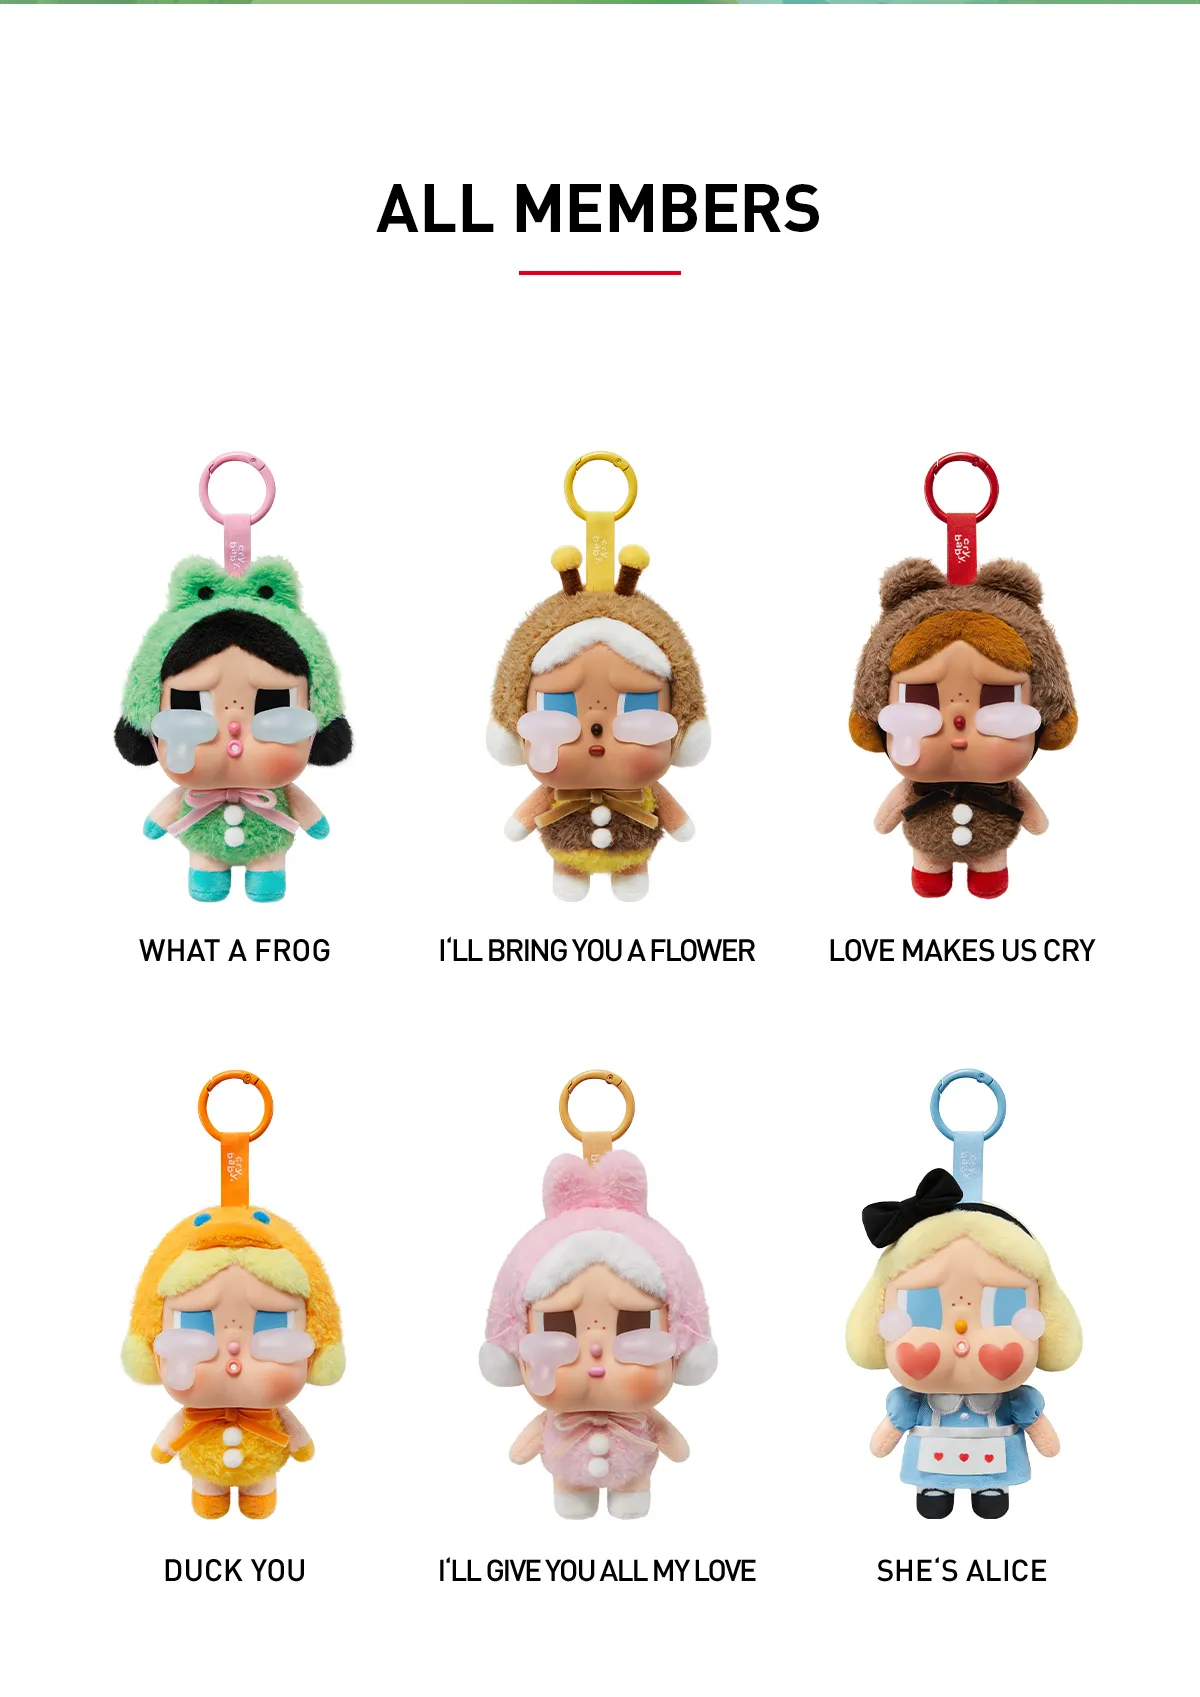 ALL MEMBERS
cry
baby.
cry
baby.
cry
baby.
WHAT A FROG
I‘LL BRING YOU A FLOWER
LOVE MAKES US CRY
cry
baby.
cry
baby.
DUCK YOU
I‘LL GIVE YOU ALL MY LOVE
SHE‘S ALICE